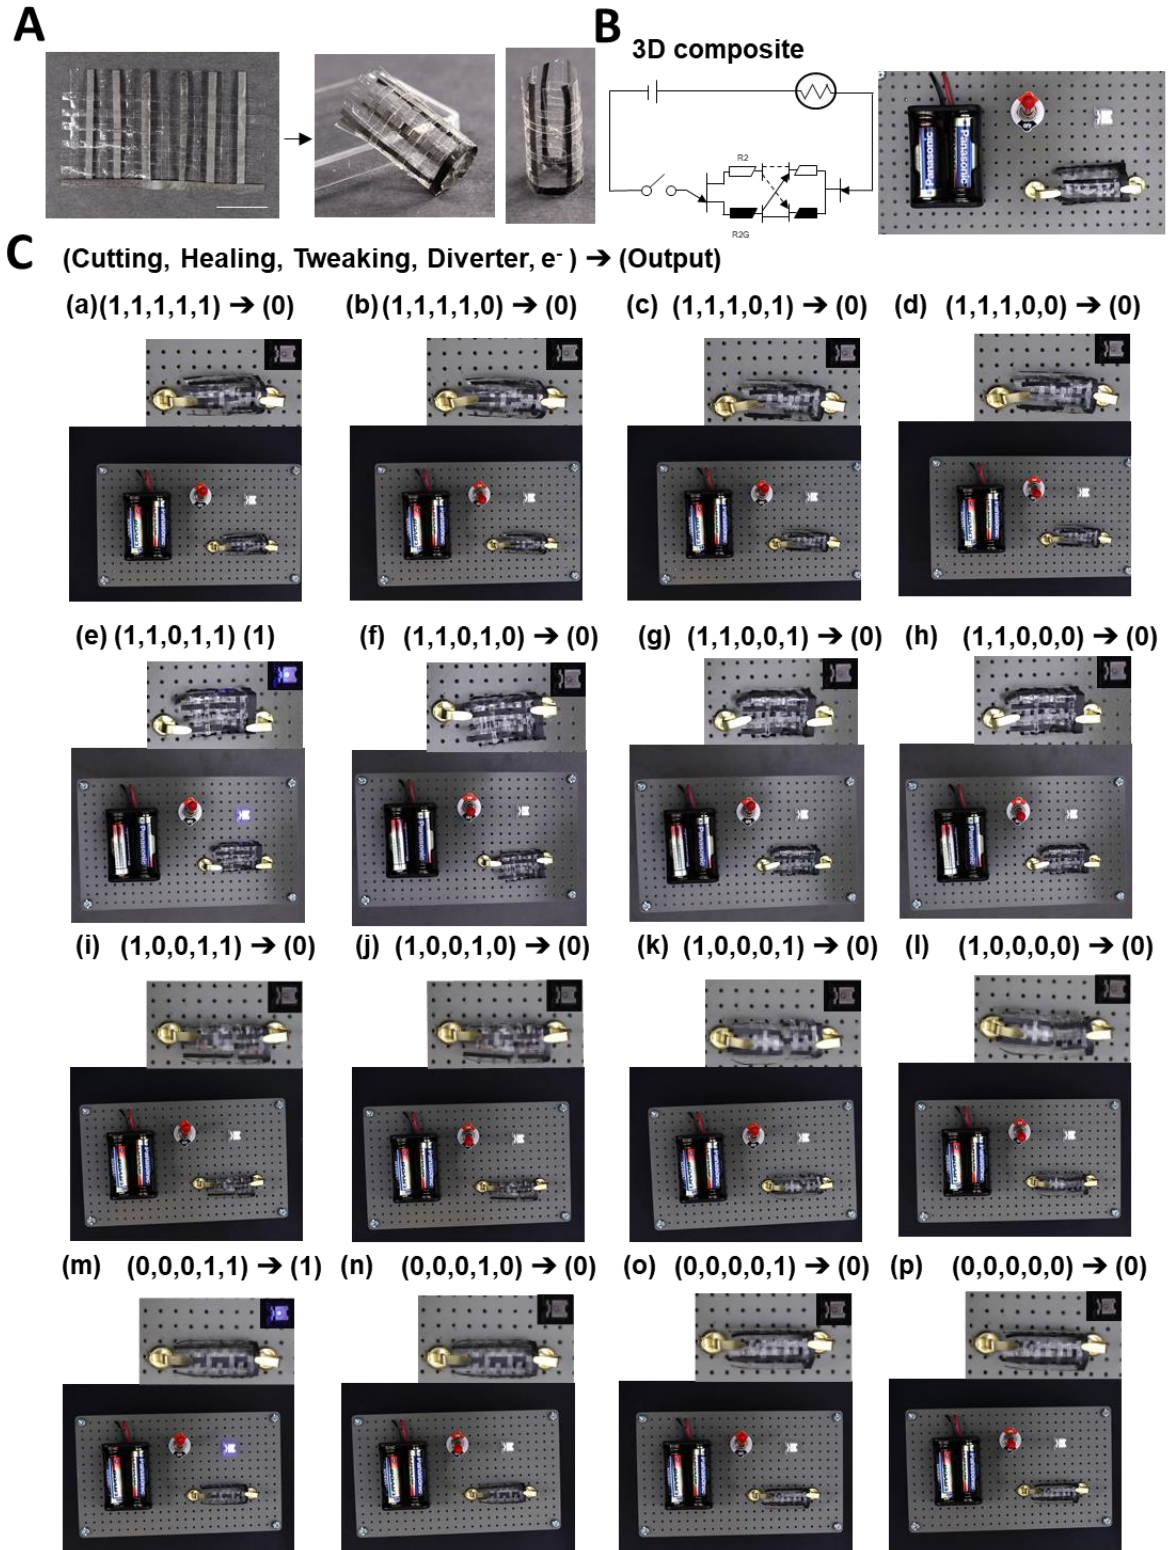 A
B
3D composite
R2
R2G
Panasonic
Panasonic
C
(Cutting, Healing, Tweaking, Diverter, e- ) ➔ (Output)
(a)(1,1,1,1,1) ➔ (0)
(b)(1,1,1,1,0) ➔ (0)
(c) (1,1,1,0,1) ➔ (0)
(d) (1,1,1,0,0) ➔ (0)
(e) (1,1,0,1,1) (1)
(f) (1,1,0,1,0) ➔ (0)
(g) (1,1,0,0,1) ➔ (0)
(h) (1,1,0,0,0) ➔ (0)
(i) (1,0,0,1,1) ➔ (0)
(j) (1,0,0,1,0) ➔ (0)
(k) (1,0,0,0,1) ➔ (0)
(l) (1,0,0,0,0) ➔ (0)
(m) (0,0,0,1,1) ➔ (1)
(n) (0,0,0,1,0) ➔ (0)
(o) (0,0,0,0,1) ➔ (0)
(p) (0,0,0,0,0) ➔ (0)